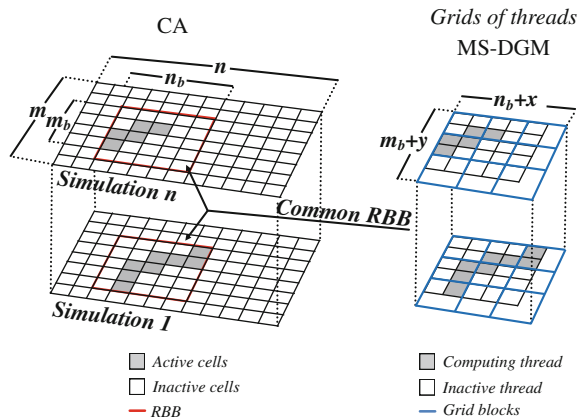 CA
Grids of threads
MS-DGM
n
n_b
m
m_b
n_b+x
m_b+y
Simulation n
Common RBB
Simulation 1
Active cells
Inactive cells
RBB
Computing thread
Inactive thread
Grid blocks